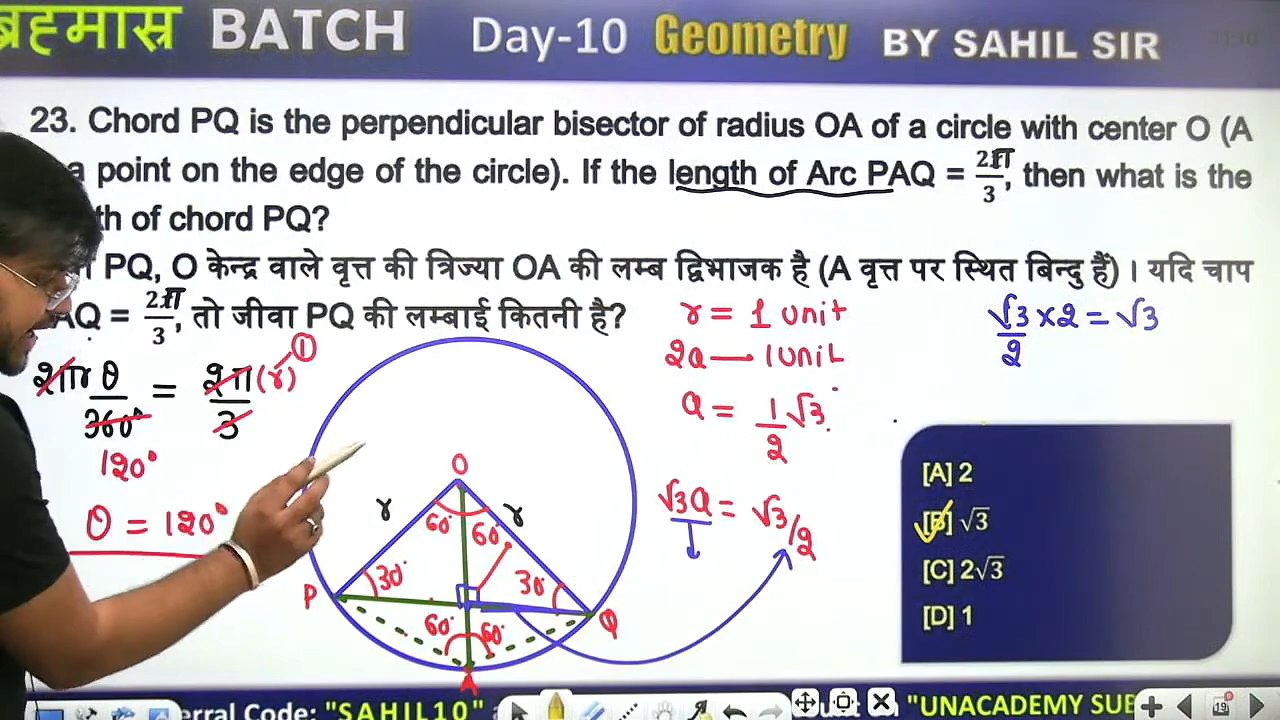 ब्रह्मास्र BATCH Day-10 Geometry BY SAHIL SIR
23. Chord PQ is the perpendicular bisector of radius OA of a circle with center O (A
a point on the edge of the circle). If the length of Arc PAQ = 2π/3, then what is the
th of chord PQ?
PQ, O केन्द्र वाले वृत्त की त्रिज्या OA की लम्ब द्विभाजक है (A वृत्त पर स्थित बिन्दु हैं) । यदि चाप
AQ = 2π/3, तो जीवा PQ की लम्बाई कितनी है?
r = 1 unit
√3/2 × 2 = √3
2a — 1 unit
2πr θ/360° = 2π/3 (r) ①
a = 1/2 √3
120°
θ = 120°
√3a = √3/2
O
r r
60° 60°
30° 30°
P Q
60° 60°
A
[A] 2
[B] √3
[C] 2√3
[D] 1
erral Code: "SAHIL10"
"UNACADEMY SUB
19